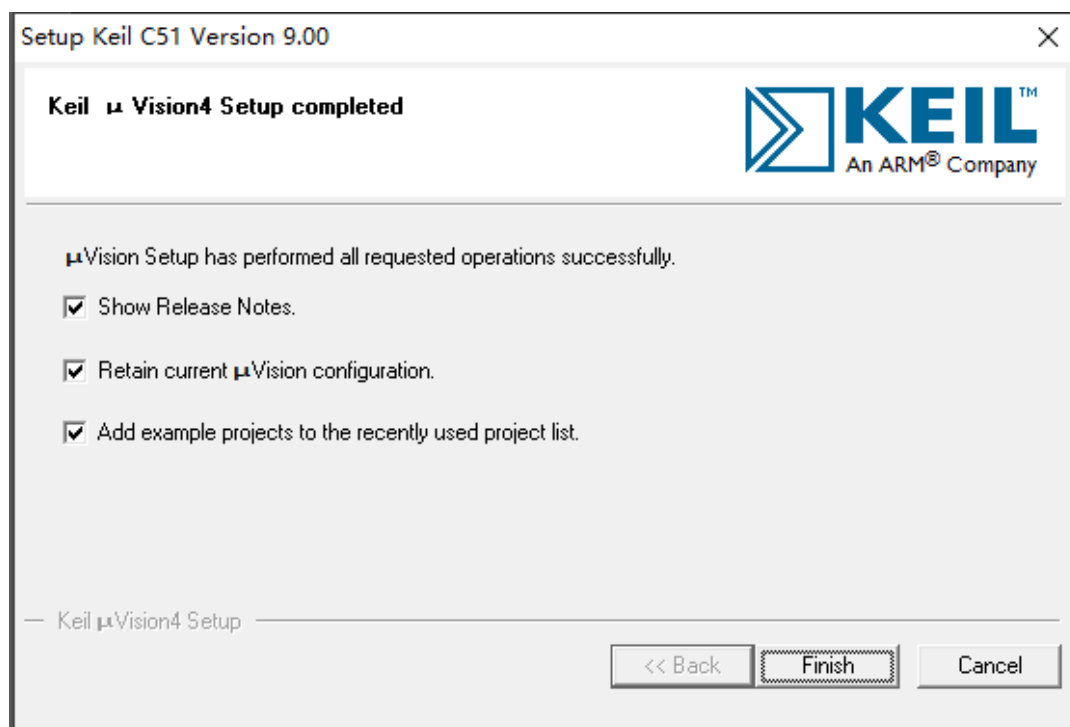 Setup Keil C51 Version 9.00
Keil μ Vision4 Setup completed
KEIL™
An ARM® Company
μVision Setup has performed all requested operations successfully.
Show Release Notes.
Retain current μVision configuration.
Add example projects to the recently used project list.
Keil μVision4 Setup
<< Back
Finish
Cancel